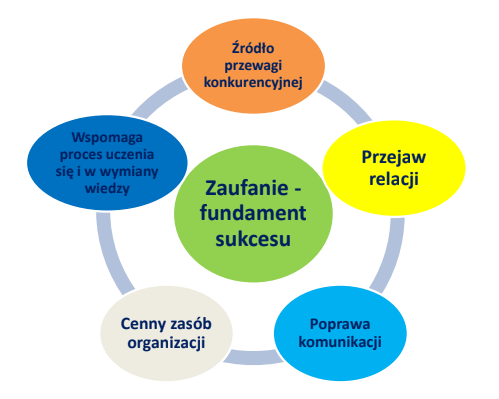 Źródło
przewagi
konkurencyjnej
Przejaw
relacji
Poprawa
komunikacji
Cenny zasób
organizacji
Wspomaga
proces uczenia
się i w wymiany
wiedzy
Zaufanie -
fundament
sukcesu